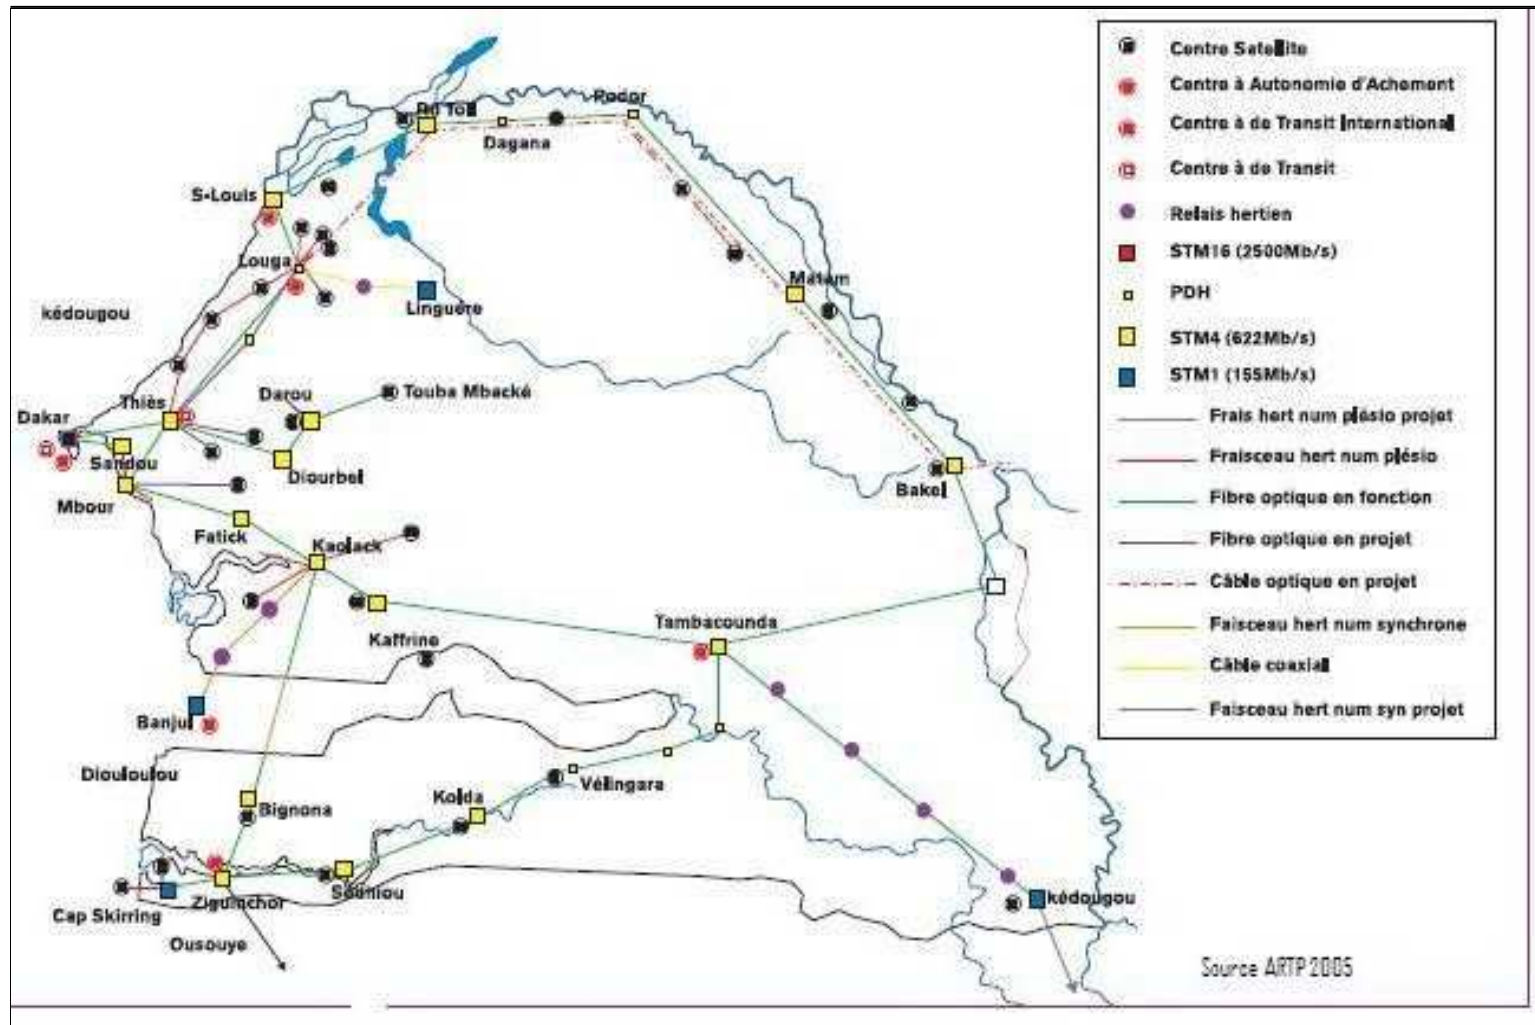 Podor
Rd Toll
Dagana
S-Louis
Louga
Linguére
kédougou
Matam
Thiès
Darou
Touba Mbacké
Dakar
Sandou
Diourbel
Mbour
Bakel
Fatick
Kaolack
Kaffrine
Tambacounda
Banjul
Diouloulou
Vélingara
Kolda
Bignona
Ziguinchor
Cap Skirring
Ousouye
kédougou
Centre Satellite
Centre à Autonomie d'Achement
Centre à de Transit International
Centre à de Transit
Relais hertien
STM16 (2500Mb/s)
PDH
STM4 (622Mb/s)
STM1 (155Mb/s)
Frais hert num plésio projet
Fraisceau hert num plésio
Fibre optique en fonction
Fibre optique en projet
Câble optique en projet
Faisceau hert num synchrone
Câble coaxial
Faisceau hert num syn projet
Source ARTP 2005